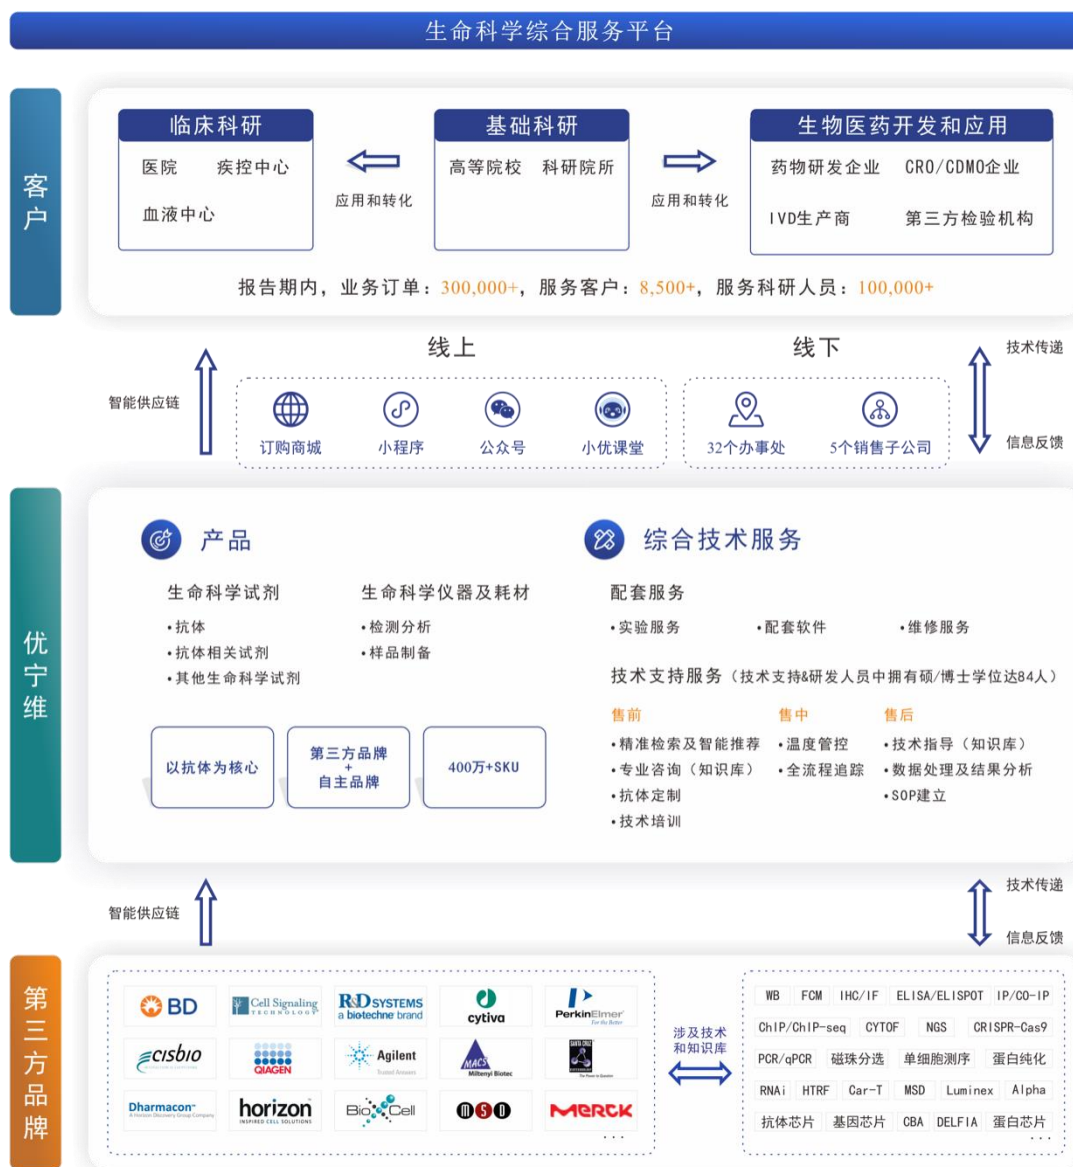 生命科学综合服务平台
客户
临床科研
医院 疾控中心
血液中心
应用和转化
基础科研
高等院校 科研院所
应用和转化
生物医药开发和应用
药物研发企业 CRO/CDMO企业
IVD生产商 第三方检验机构
报告期内，业务订单：300,000+，服务客户：8,500+，服务科研人员：100,000+
智能供应链
线上
订购商城 小程序 公众号 小优课堂
线下
32个办事处 5个销售子公司
技术传递
信息反馈
优宁维
产品
生命科学试剂
•抗体
•抗体相关试剂
•其他生命科学试剂
生命科学仪器及耗材
•检测分析
•样品制备
以抗体为核心
第三方品牌
+
自主品牌
400万+SKU
综合技术服务
配套服务
•实验服务 •配套软件 •维修服务
技术支持服务（技术支持&研发人员中拥有硕/博士学位达84人）
售前
•精准检索及智能推荐
•专业咨询（知识库）
•抗体定制
•技术培训
售中
•温度管控
•全流程追踪
售后
•技术指导（知识库）
•数据处理及结果分析
•SOP建立
智能供应链
技术传递
信息反馈
第三方品牌
BD
Cell Signaling
TECHNOLOGY
R&D SYSTEMS
a biotechne brand
cytiva
PerkinElmer
For the Better
cisbio
QIAGEN
Agilent
Trusted Answers
MACS
Miltenyi Biotec
SANTA CRUZ
Dharmacon
A Horizon Discovery Group Company
horizon
INSPIRED CELL SOLUTIONS
BioXCell
MSD
MERCK
...
涉及技术
和知识库
WB FCM IHC/IF ELISA/ELISPOT IP/CO-IP
ChIP/ChIP-seq CYTOF NGS CRISPR-Cas9
PCR/qPCR 磁珠分选 单细胞测序 蛋白纯化
RNAi HTRF Car-T MSD Luminex Alpha
抗体芯片 基因芯片 CBA DELFIA 蛋白芯片
...